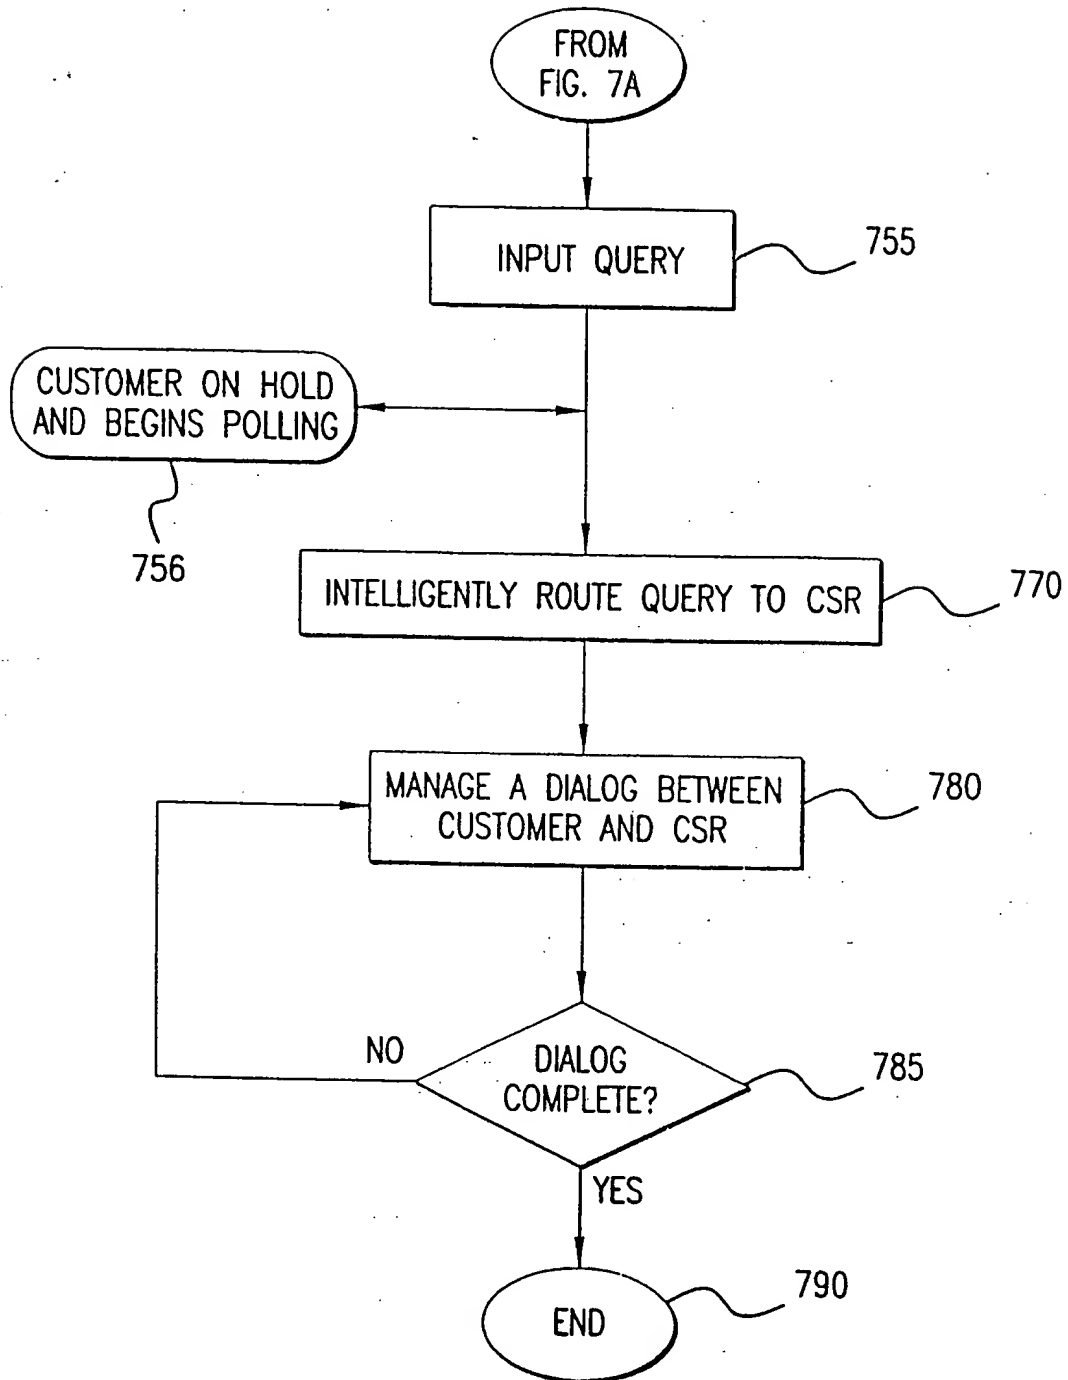 FROM
FIG. 7A
INPUT QUERY
755
CUSTOMER ON HOLD
AND BEGINS POLLING
756
INTELLIGENTLY ROUTE QUERY TO CSR
770
MANAGE A DIALOG BETWEEN
CUSTOMER AND CSR
780
NO
DIALOG
COMPLETE?
785
YES
END
790